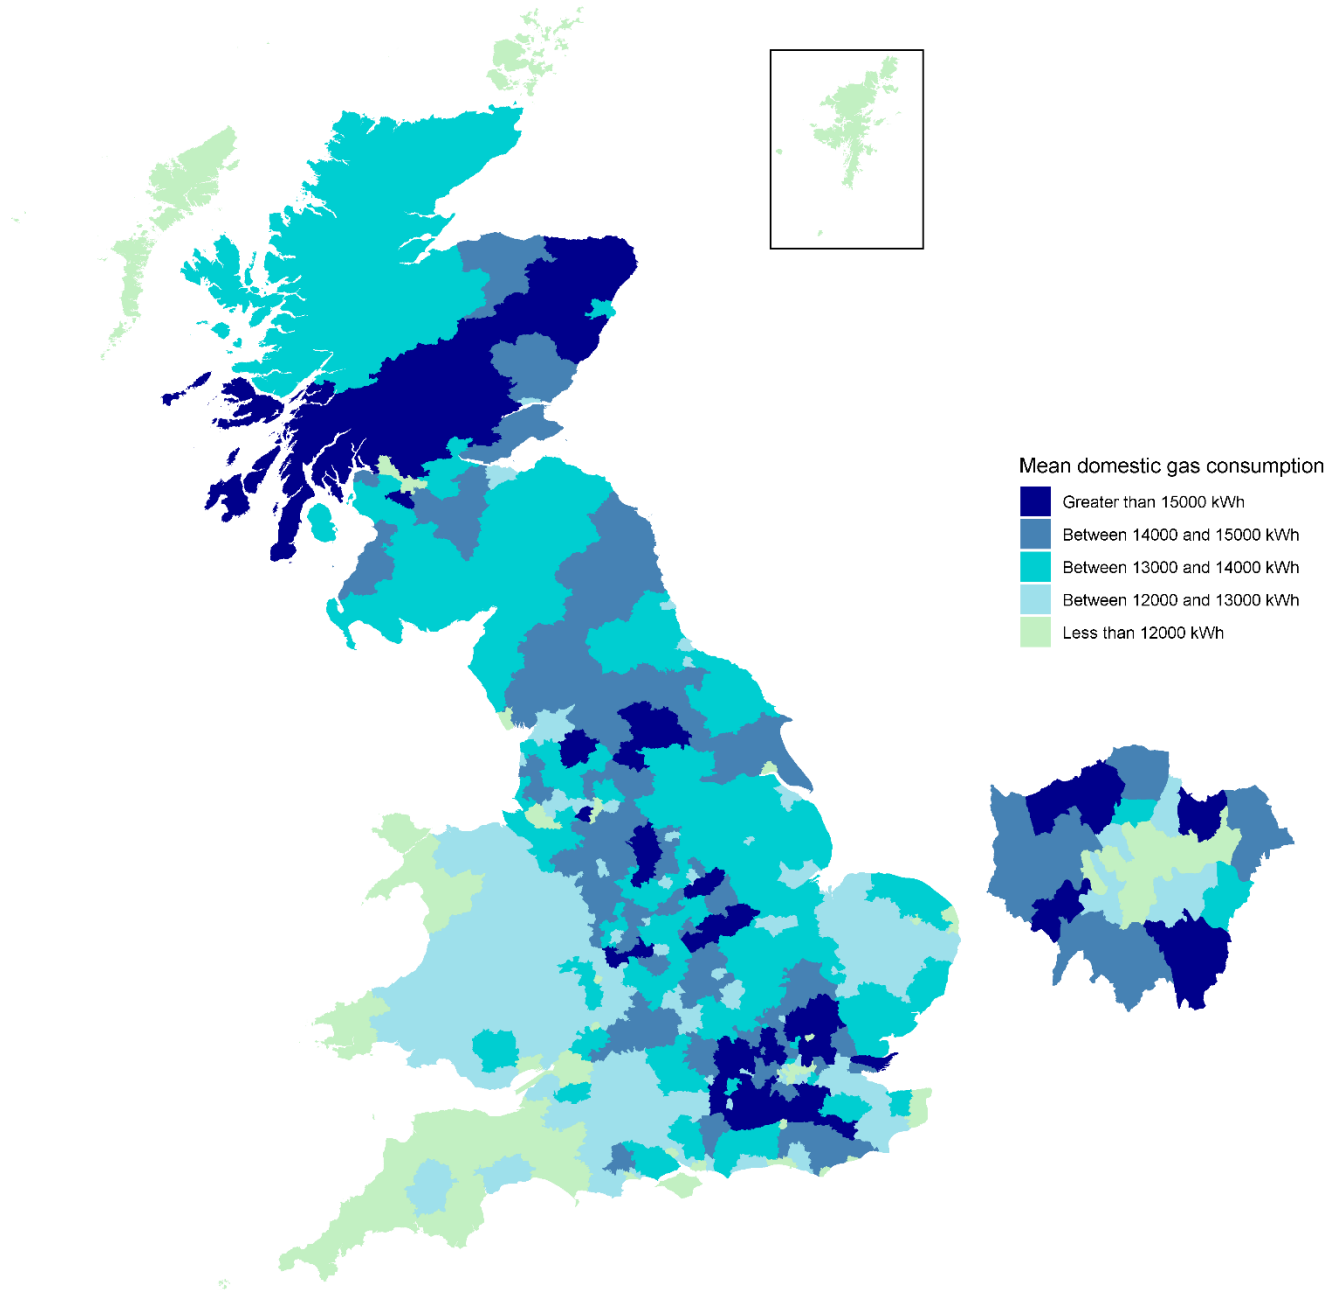 Mean domestic gas consumption
Greater than 15000 kWh
Between 14000 and 15000 kWh
Between 13000 and 14000 kWh
Between 12000 and 13000 kWh
Less than 12000 kWh